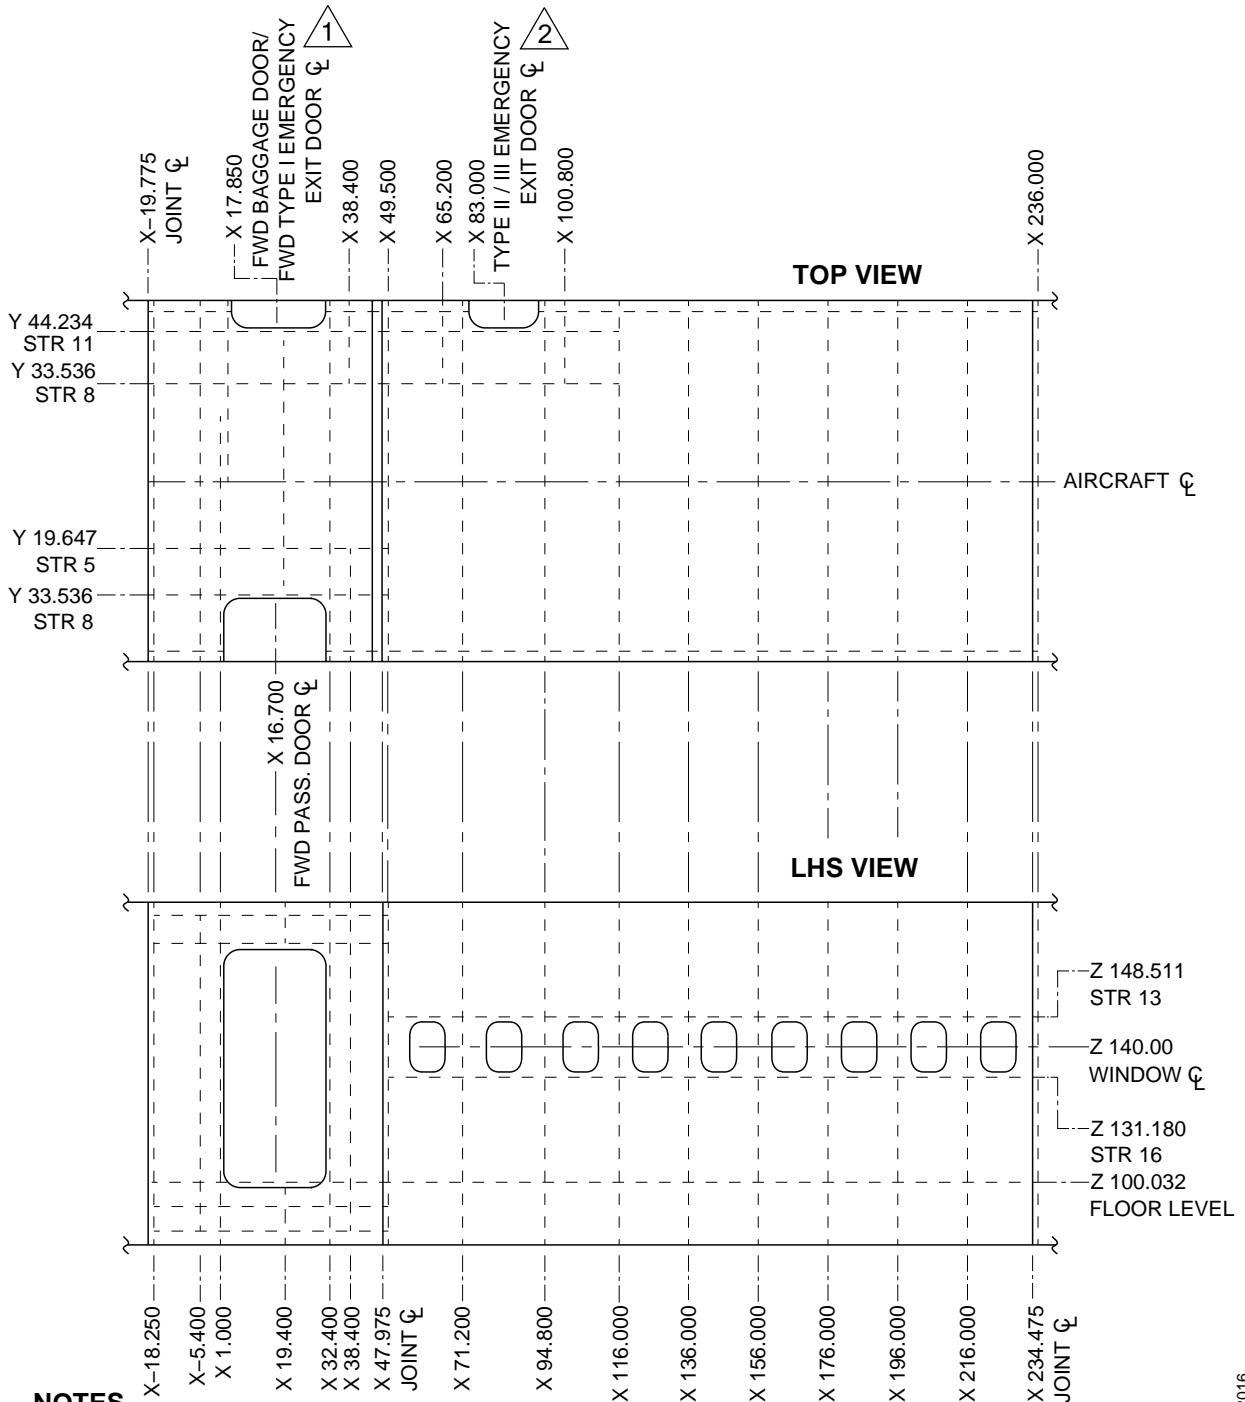 X–19.775
JOINT ℄
X 17.850
FWD BAGGAGE DOOR/
FWD TYPE I EMERGENCY
EXIT DOOR ℄
1
X 38.400
X 49.500
X 65.200
X 83.000
TYPE II / III EMERGENCY
EXIT DOOR ℄
2
X 100.800
X 236.000
TOP VIEW
Y 44.234
STR 11
Y 33.536
STR 8
AIRCRAFT ℄
Y 19.647
STR 5
Y 33.536
STR 8
X 16.700
FWD PASS. DOOR ℄
LHS VIEW
Z 148.511
STR 13
Z 140.00
WINDOW ℄
Z 131.180
STR 16
Z 100.032
FLOOR LEVEL
X–18.250
X–5.400
X 1.000
X 19.400
X 32.400
X 38.400
X 47.975
JOINT ℄
X 71.200
X 94.800
X 116.000
X 136.000
X 156.000
X 176.000
X 196.000
X 216.000
X 234.475
JOINT ℄
NOTES